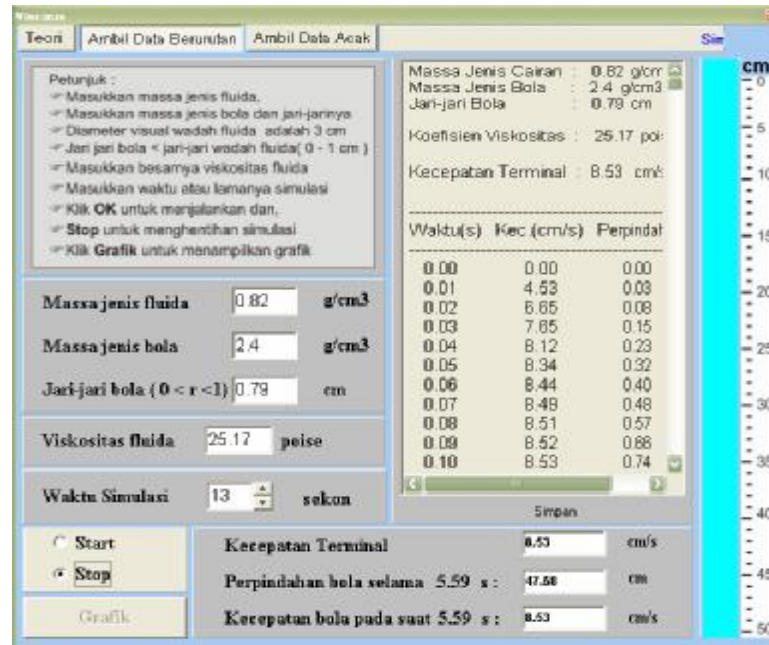 Teori Ambil Data Berurutan Ambil Data Acak
Petunjuk :
Masukkan massa jenis fluida,
Masukkan massa jenis bola dan jari-jarinya
Diameter visual wadah fluida adalah 3 cm
Jari jari bola < jari-jari wadah fluida( 0 - 1 cm )
Masukkan besarnya viskositas fluida
Masukkan waktu atau lamanya simulasi
Klik OK untuk menjalankan dan,
Stop untuk menghentihan simulasi
Klik Grafik untuk menampilkan grafik
Massa jenis fluida 0.82 g/cm3
Massa jenis bola 2.4 g/cm3
Jari-jari bola ( 0 < r <1) 0.79 cm
Viskositas fluida 25.17 poise
Waktu Simulasi 13 sekon
Start
Stop
Grafik
Massa Jenis Cairan : 0.82 g/cm
Massa Jenis Bola : 2.4 g/cm3
Jari-jari Bola : 0.79 cm
Koefisien Viskositas : 25.17 poi
Kecepatan Terminal : 8.53 cm/
Waktu(s) Kec.(cm/s) Perpindah
0.00 0.00 0.00
0.01 4.53 0.03
0.02 6.65 0.08
0.03 7.65 0.15
0.04 8.12 0.23
0.05 8.34 0.32
0.06 8.44 0.40
0.07 8.49 0.48
0.08 8.51 0.57
0.09 8.52 0.66
0.10 8.53 0.74
Simpan
Kecepatan Terminal 8.53 cm/s
Perpindahan bola selama 5.59 s : 47.58 cm
Kecepatan bola pada saat 5.59 s : 8.53 cm/s
Sim
cm
0
5
10
15
20
25
30
35
40
45
50